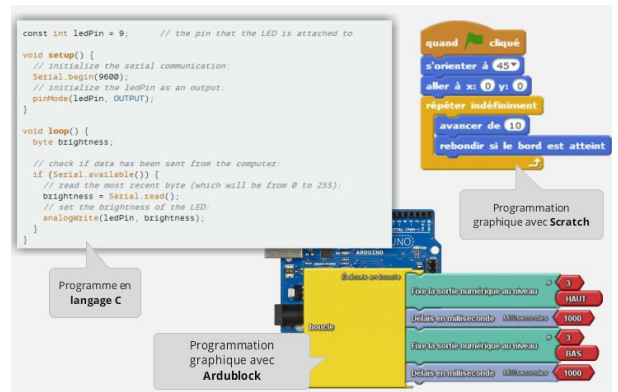 const int ledPin = 9;      // the pin that the LED is attached to
void setup() {
  // initialize the serial communication:
  Serial.begin(9600);
  // initialize the ledPin as an output:
  pinMode(ledPin, OUTPUT);
}
void loop() {
  byte brightness;
  // check if data has been sent from the computer:
  if (Serial.available()) {
    // read the most recent byte (which will be from 0 to 255):
    brightness = Serial.read();
    // set the brightness of the LED:
    analogWrite(ledPin, brightness);
  }
}
Programme en
langage C
quand cliqué
s'orienter à 45
aller à x: 0 y: 0
répéter indéfiniment
avancer de 10
rebondir si le bord est atteint
Programmation
graphique avec Scratch
ARDUINO
Exécute en boucle
boucle
Fixe la sortie numérique au niveau
3
HAUT
Délais en milliseconde Millisecondes 1000
Fixe la sortie numérique au niveau
3
BAS
Délais en milliseconde Millisecondes 1000
Programmation
graphique avec
Ardublock